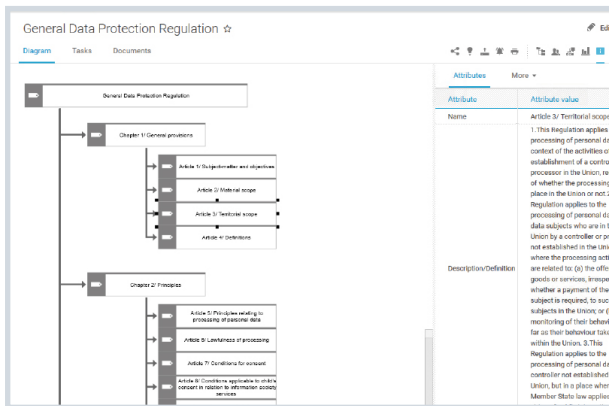 General Data Protection Regulation
Diagram Tasks Documents
General Data Protection Regulation
Chapter 1/ General provisions
Article 1/ Subject-matter and objectives
Article 2/ Material scope
Article 3/ Territorial scope
Article 4/ Definitions
Chapter 2/ Principles
Article 5/ Principles relating to
processing of personal data
Article 6/ Lawfulness of processing
Article 7/ Conditions for consent
Article 8/ Conditions applicable to child's
consent in relation to information society
services
Edi
Attributes More
Attribute Attribute value
Name Article 3/ Territorial scope
Description/Definition
1.This Regulation applies
processing of personal da
context of the activities of
establishment of a contro
processor in the Union, re
of whether the processing
place in the Union or not.2
Regulation applies to the
processing of personal da
data subjects who are in t
Union by a controller or pr
not established in the Unio
where the processing acti
are related to: (a) the offe
goods or services, irrespe
whether a payment of the
subject is required, to suc
subjects in the Union; or (
monitoring of their behavi
far as their behaviour take
within the Union. 3.This
Regulation applies to the
processing of personal da
controller not established
Union, but in a place wher
Member State law applies